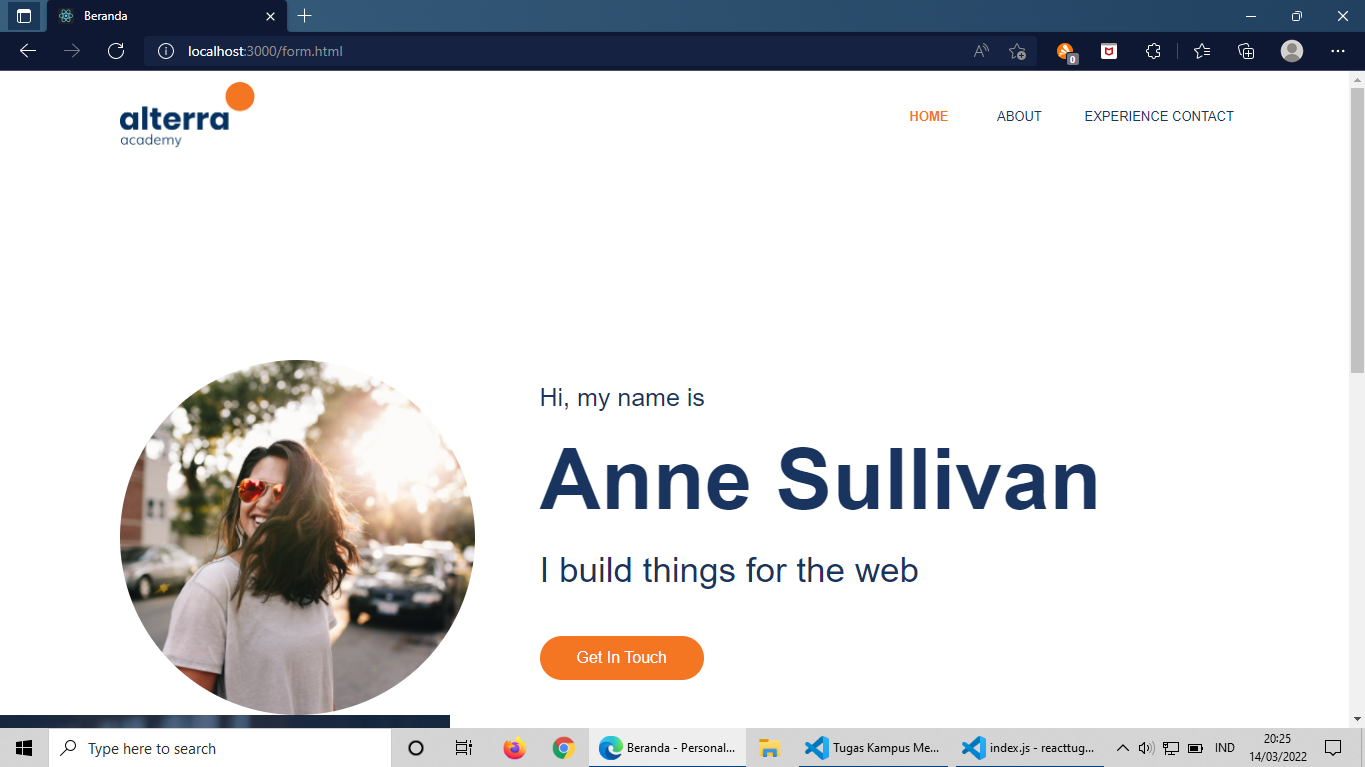 Beranda
localhost:3000/form.html
0
alterra
academy
HOME ABOUT EXPERIENCE CONTACT
Hi, my name is
Anne Sullivan
I build things for the web
Get In Touch
Type here to search
Beranda - Personal...
Tugas Kampus Me...
index.js - reacttug...
IND
20:25
14/03/2022